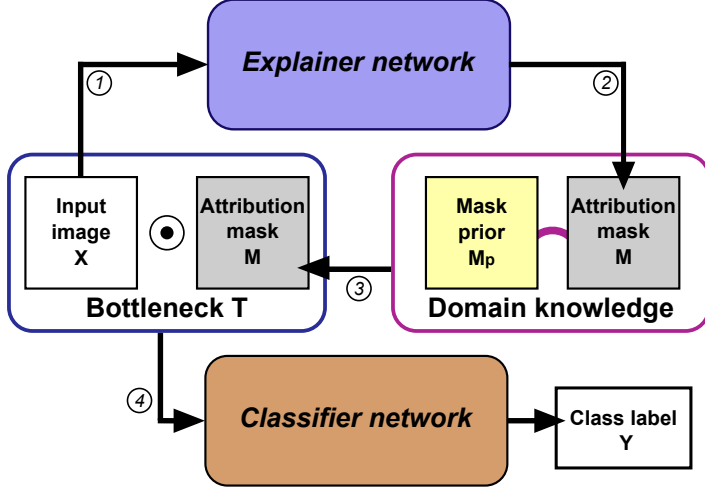 Explainer network
1
2
Input
image
X
Attribution
mask
M
Bottleneck T
Mask
prior
Mp
Attribution
mask
M
Domain knowledge
3
4
Classifier network
Class label
Y